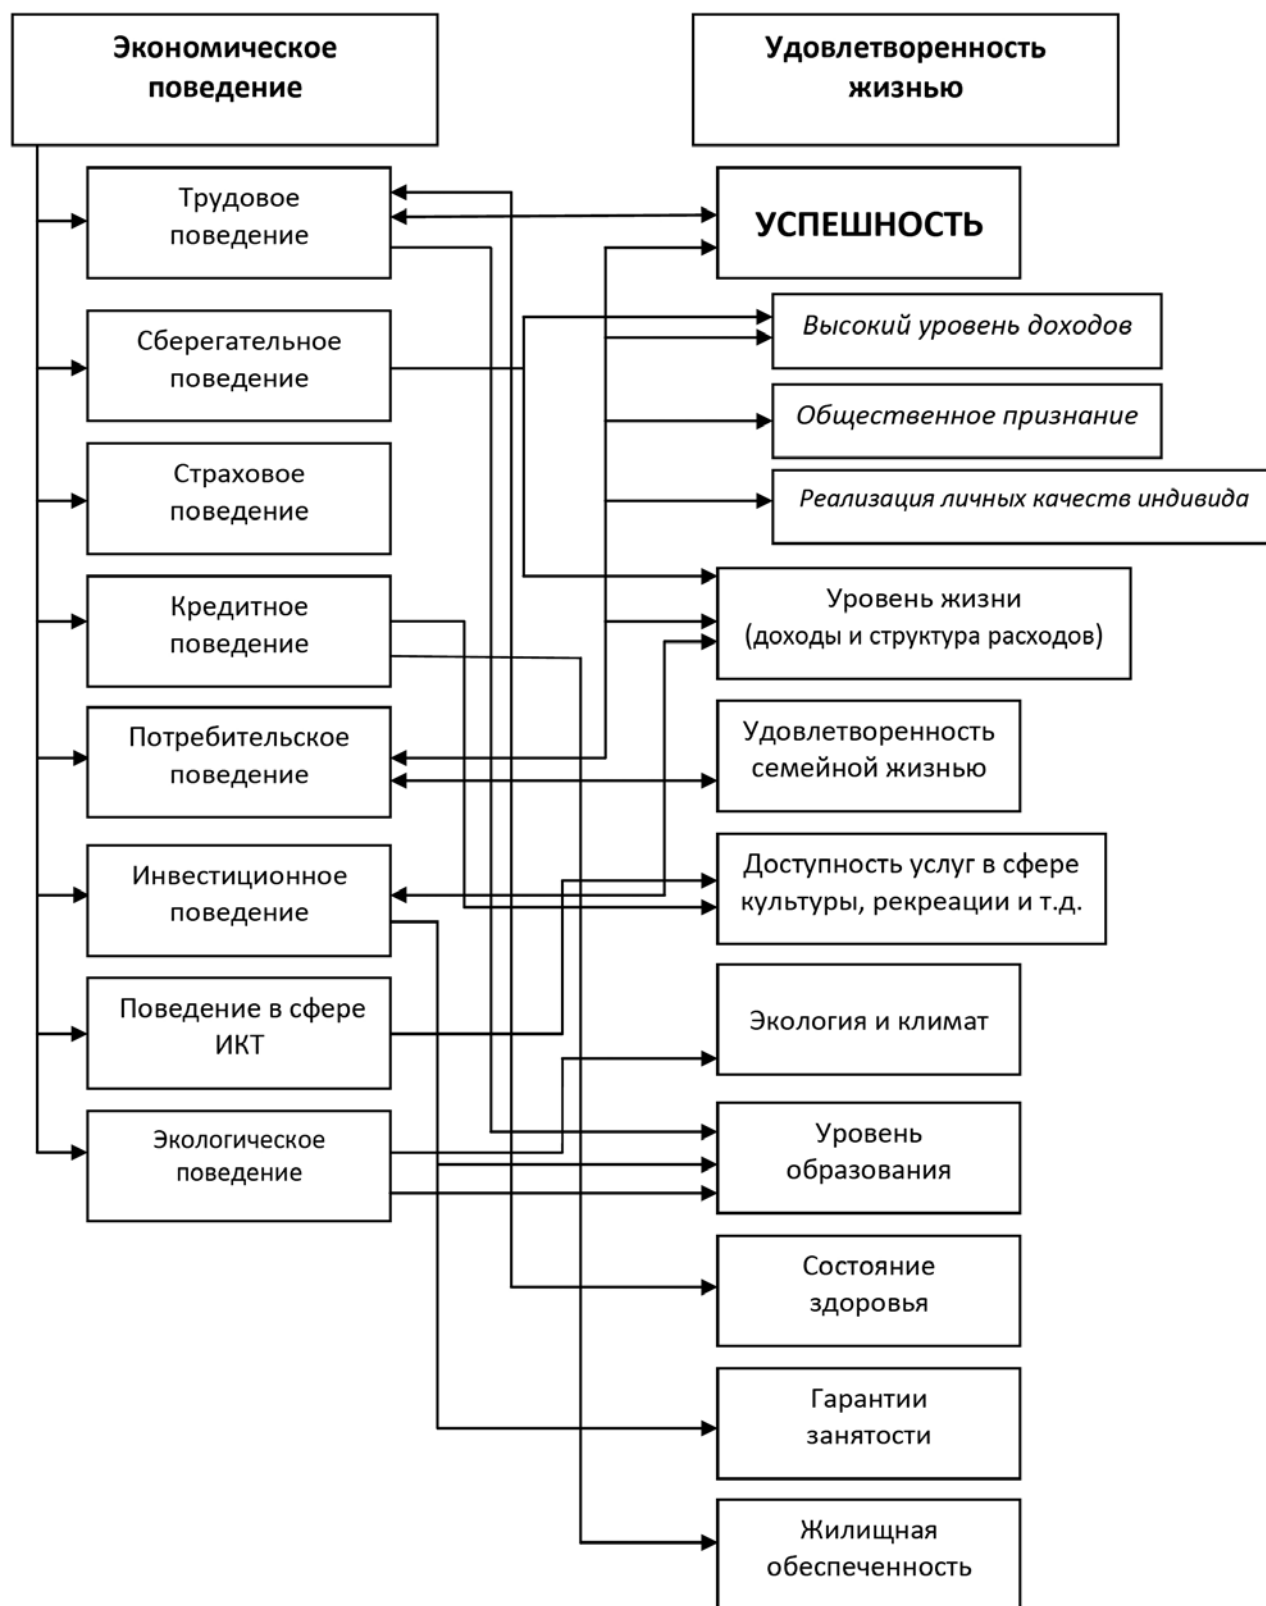 Экономическое
поведение
Удовлетворенность
жизнью
Трудовое
поведение
Сберегательное
поведение
Страховое
поведение
Кредитное
поведение
Потребительское
поведение
Инвестиционное
поведение
Поведение в сфере
ИКТ
Экологическое
поведение
УСПЕШНОСТЬ
Высокий уровень доходов
Общественное признание
Реализация личных качеств индивида
Уровень жизни
(доходы и структура расходов)
Удовлетворенность
семейной жизнью
Доступность услуг в сфере
культуры, рекреации и т.д.
Экология и климат
Уровень
образования
Состояние
здоровья
Гарантии
занятости
Жилищная
обеспеченность